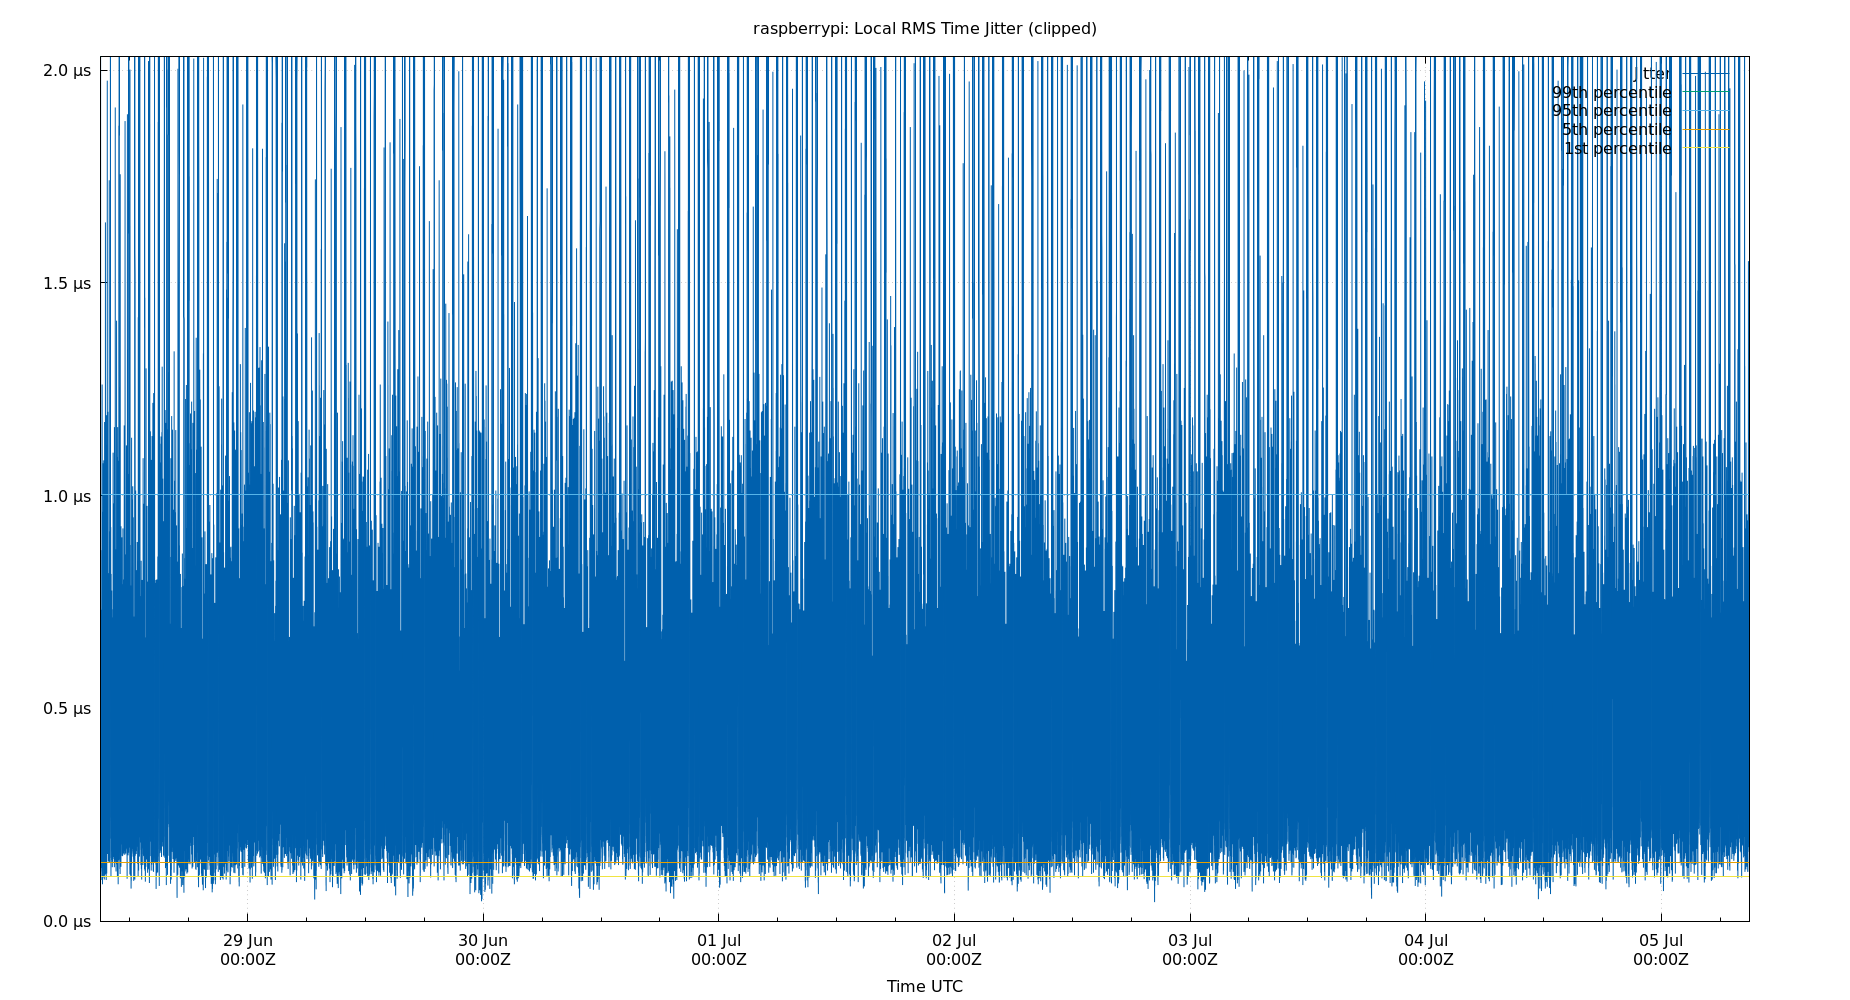 raspberrypi: Local RMS Time Jitter (clipped)
2.0 µs
1.5 µs
1.0 µs
0.5 µs
0.0 µs
jitter
99th percentile
95th percentile
5th percentile
1st percentile
29 Jun 30 Jun 01 Jul 02 Jul 03 Jul 04 Jul 05 Jul
00:00Z 00:00Z 00:00Z 00:00Z 00:00Z 00:00Z 00:00Z
Time UTC